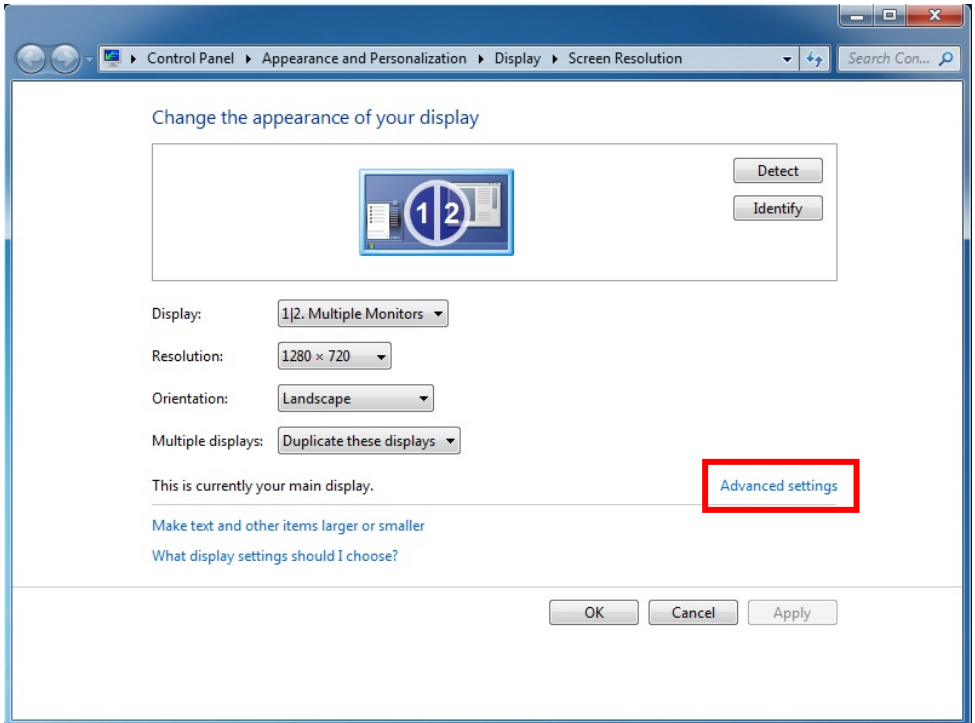 Control Panel ▸ Appearance and Personalization ▸ Display ▸ Screen Resolution
Search Con...
Change the appearance of your display
1|2
Detect
Identify
Display: 1|2. Multiple Monitors
Resolution: 1280 × 720
Orientation: Landscape
Multiple displays: Duplicate these displays
This is currently your main display. Advanced settings
Make text and other items larger or smaller
What display settings should I choose?
OK Cancel Apply